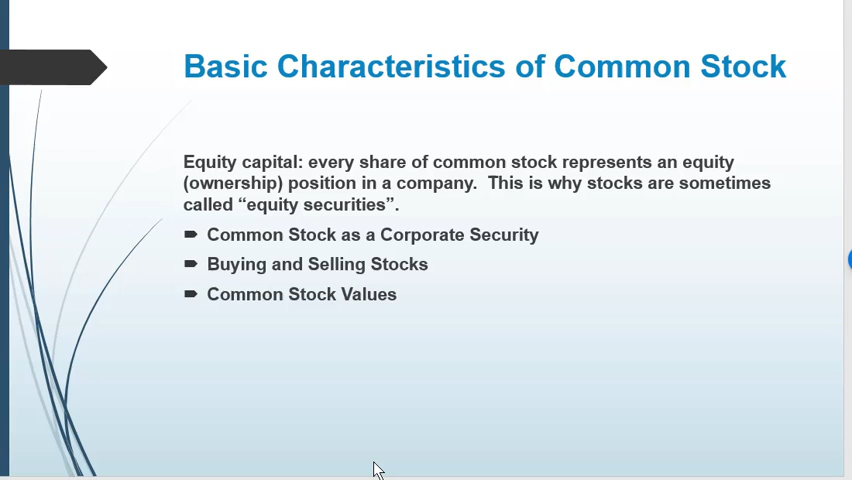 Basic Characteristics of Common Stock
Equity capital: every share of common stock represents an equity
(ownership) position in a company.  This is why stocks are sometimes
called “equity securities”.
Common Stock as a Corporate Security
Buying and Selling Stocks
Common Stock Values